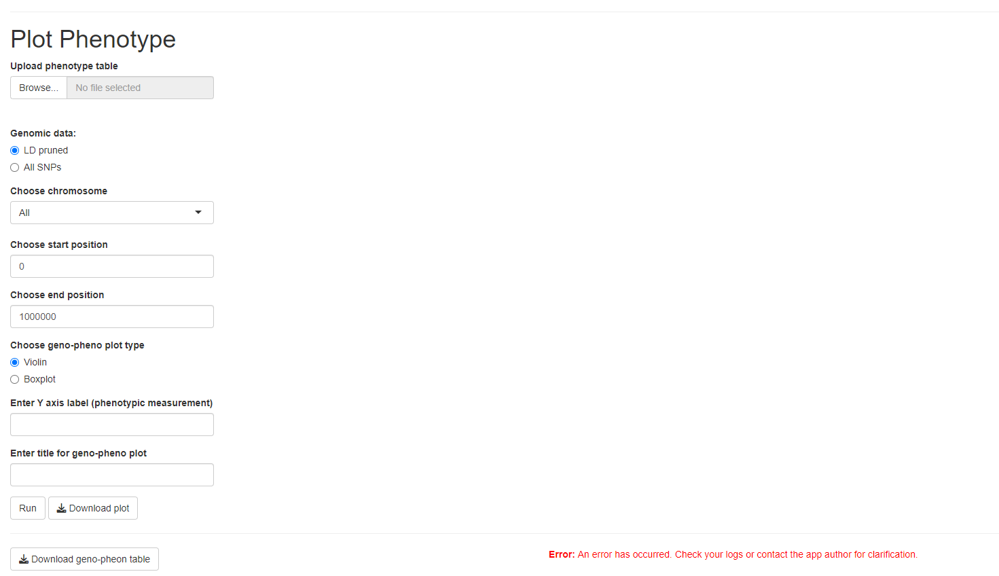 Plot Phenotype
Upload phenotype table
Browse... No file selected
Genomic data:
LD pruned
All SNPs
Choose chromosome
All
Choose start position
0
Choose end position
1000000
Choose geno-pheno plot type
Violin
Boxplot
Enter Y axis label (phenotypic measurement)
Enter title for geno-pheno plot
Run Download plot
Download geno-pheon table
Error: An error has occurred. Check your logs or contact the app author for clarification.